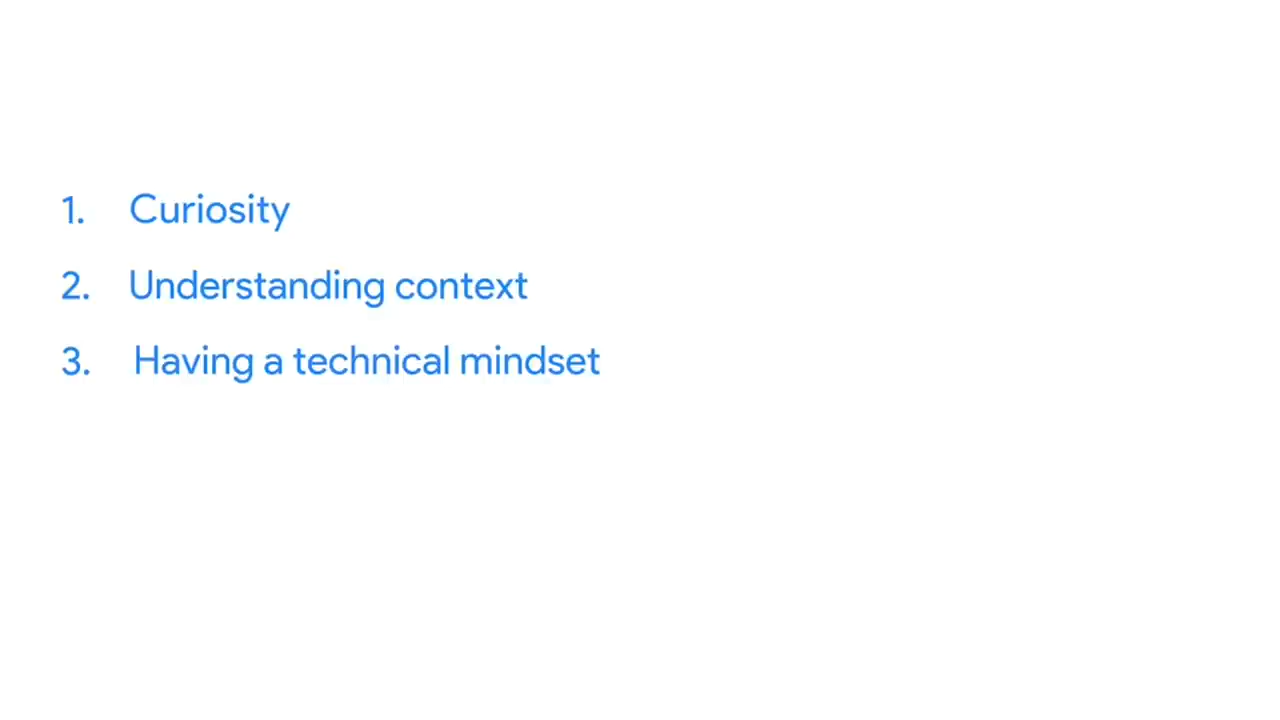 1. Curiosity
2. Understanding context
3. Having a technical mindset